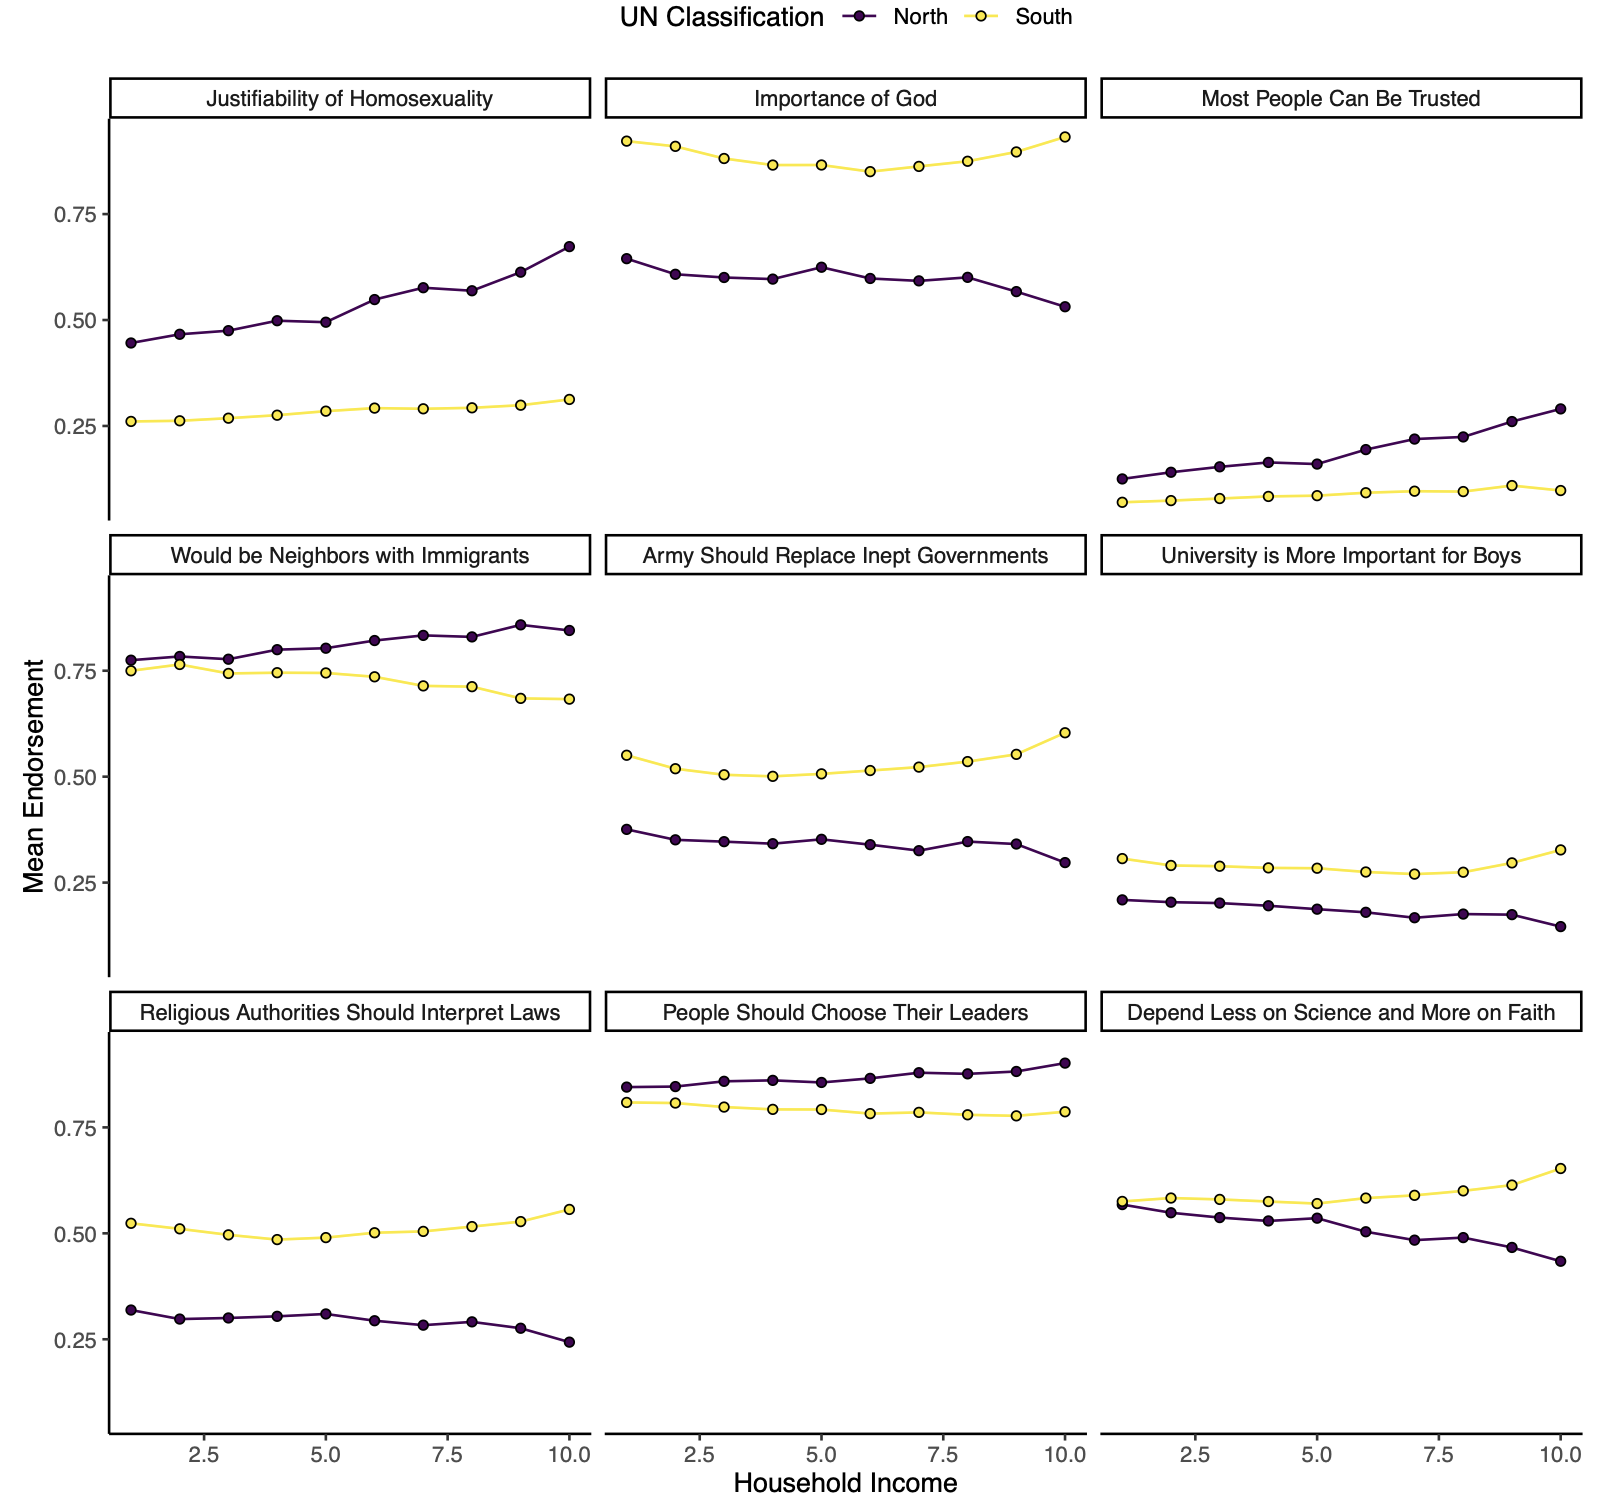 UN Classification North South
Justifiability of Homosexuality
Importance of God
Most People Can Be Trusted
0.75
0.50
0.25
Would be Neighbors with Immigrants
Army Should Replace Inept Governments
University is More Important for Boys
Mean Endorsement
0.75
0.50
0.25
Religious Authorities Should Interpret Laws
People Should Choose Their Leaders
Depend Less on Science and More on Faith
0.75
0.50
0.25
2.5 5.0 7.5 10.0
2.5 5.0 7.5 10.0
2.5 5.0 7.5 10.0
Household Income